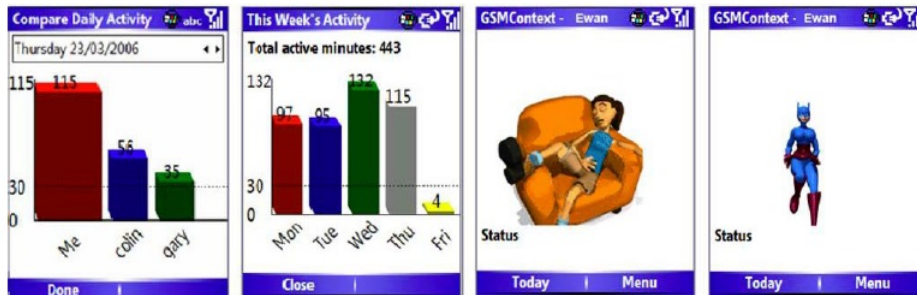 Compare Daily Activity abc
Thursday 23/03/2006
115
115
56
35
30
0
Me
colin
gary
Done
This Week's Activity
Total active minutes: 443
132
132
97
95
115
30
4
0
Mon
Tue
Wed
Thu
Fri
Close
GSMContext - Ewan
Status
Today
Menu
GSMContext - Ewan
Status
Today
Menu